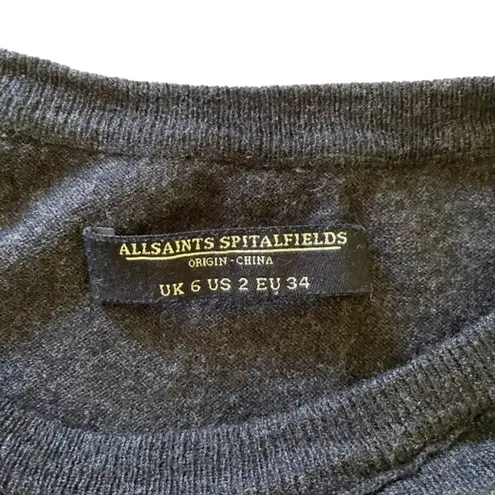 ALLSAINTS SPITALFIELDS
ORIGIN - CHINA
UK 6 US 2 EU 34